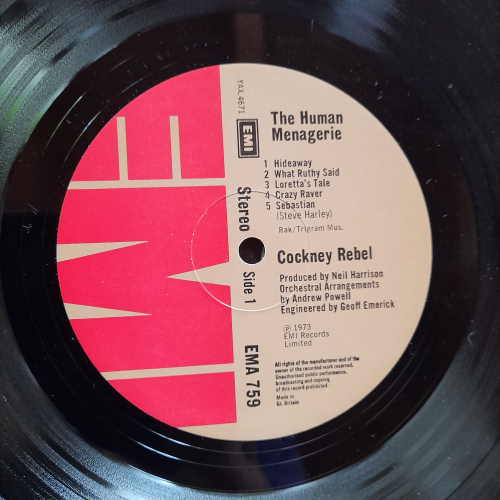 YAX.4671
EMI
The Human
Menagerie
1 Hideaway
2 What Ruthy Said
3 Loretta's Tale
4 Crazy Raver
5 Sebastian
(Steve Harley)
Rak/Trigram Mus.
Stereo
Side 1
EMA 759
Cockney Rebel
Produced by Neil Harrison
Orchestral Arrangements
by Andrew Powell
Engineered by Geoff Emerick
℗ 1973
EMI Records
Limited
All rights of the manufacturer and of the
owner of the recorded work reserved.
Unauthorised public performance,
broadcasting and copying
of this record prohibited.
Made in
Gt. Britain
EMI